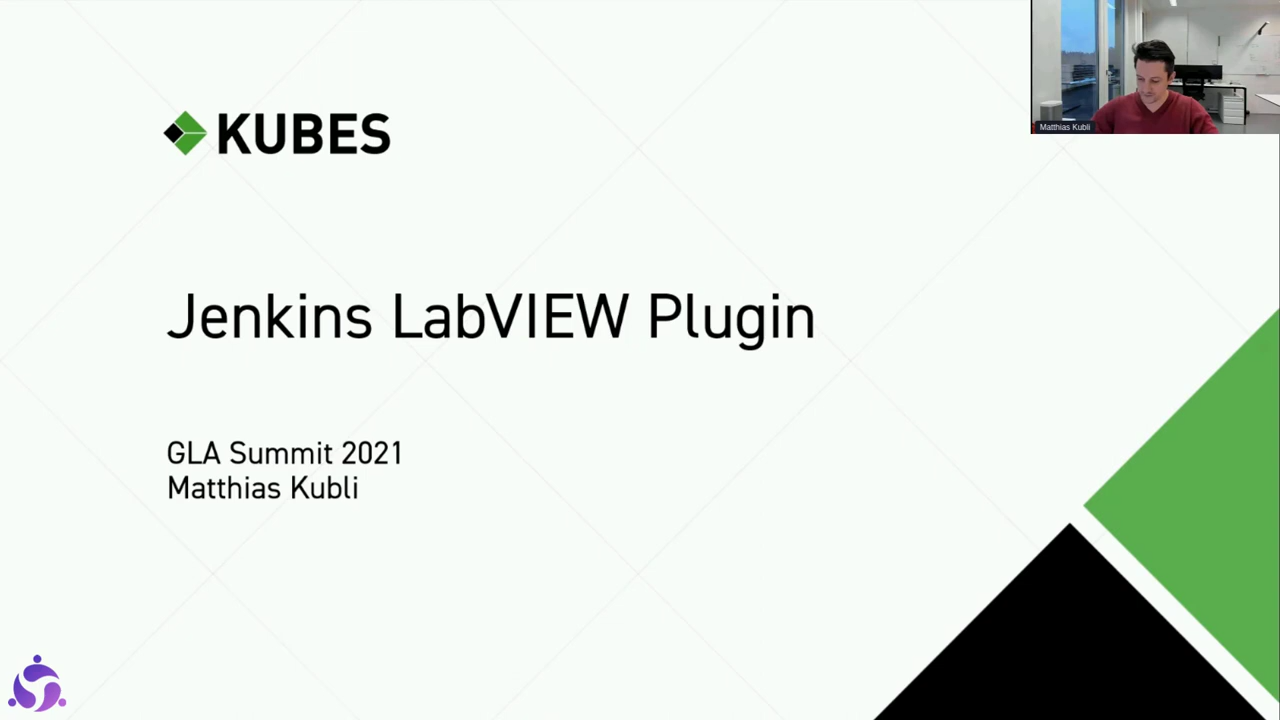 KUBES
Jenkins LabVIEW Plugin
GLA Summit 2021
Matthias Kubli
Matthias Kubli